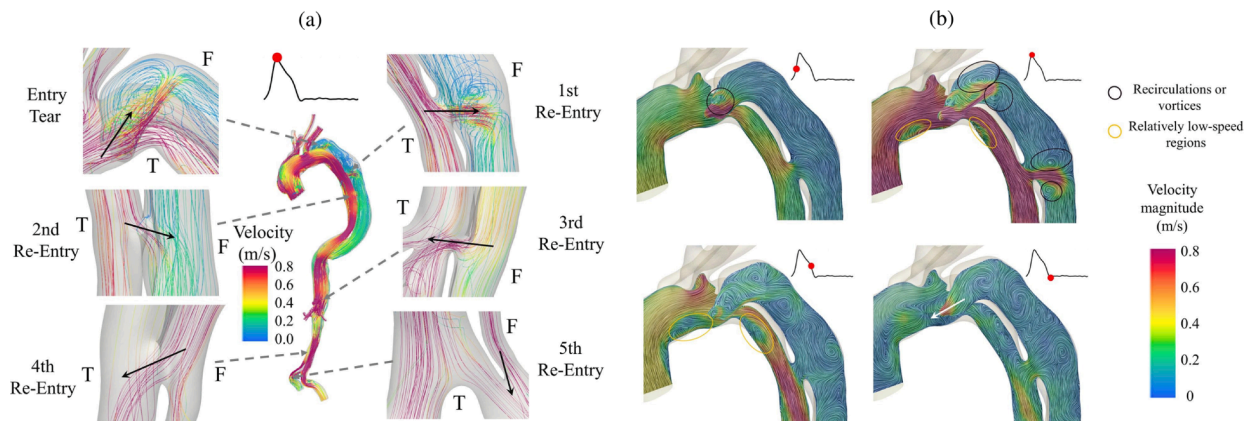 (a)
(b)
Entry
Tear
F
T
F
T
1st
Re-Entry
2nd
Re-Entry
T
F
Velocity
(m/s)
0.8
0.6
0.4
0.2
0.0
T
F
3rd
Re-Entry
4th
Re-Entry
T
F
F
T
5th
Re-Entry
Recirculations or
vortices
Relatively low-speed
regions
Velocity
magnitude
(m/s)
0.8
0.6
0.4
0.2
0